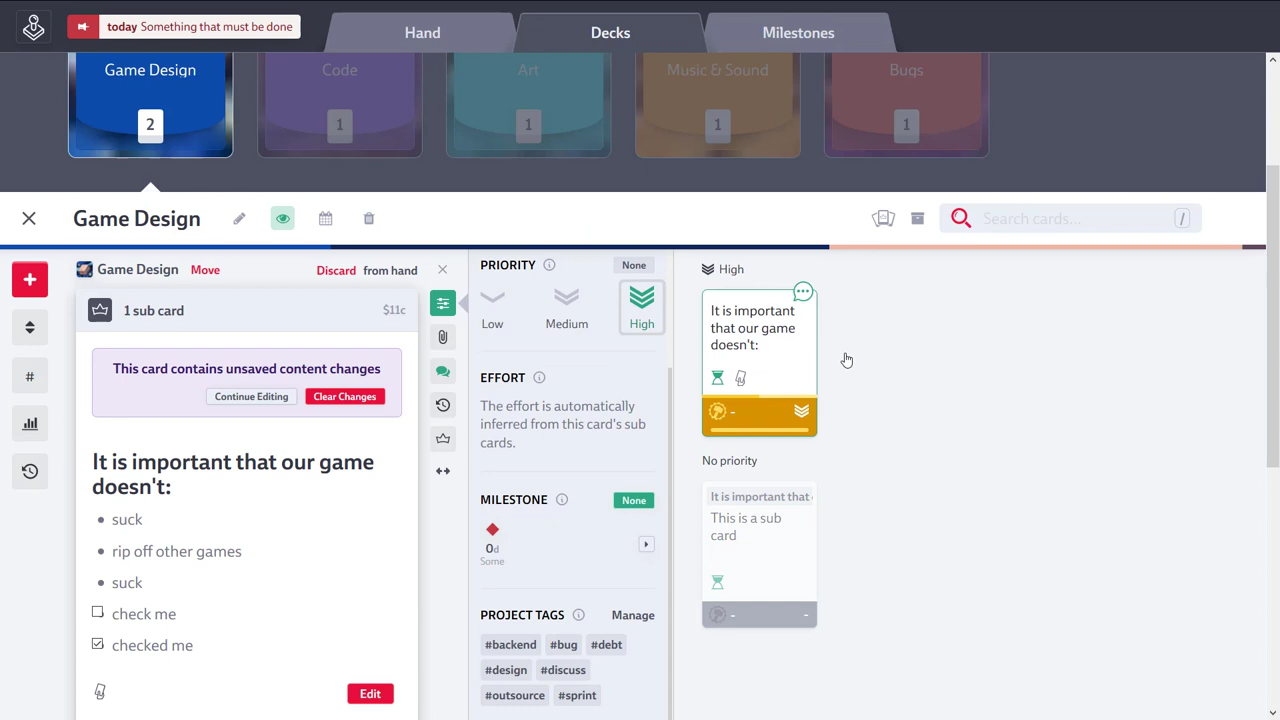 today Something that must be done
Hand
Decks
Milestones
Game Design
2
Code
1
Art
1
Music & Sound
1
Bugs
1
Game Design
Search cards...
/
+
#
Game Design
Move
Discard from hand
1 sub card
$11c
This card contains unsaved content changes
Continue Editing
Clear Changes
It is important that our game
doesn't:
suck
rip off other games
suck
check me
checked me
Edit
PRIORITY
None
Low
Medium
High
EFFORT
The effort is automatically
inferred from this card's sub
cards.
MILESTONE
None
0d
Some
PROJECT TAGS
Manage
#backend
#bug
#debt
#design
#discuss
#outsource
#sprint
High
It is important
that our game
doesn't:
-
No priority
It is important that
This is a sub
card
-
-